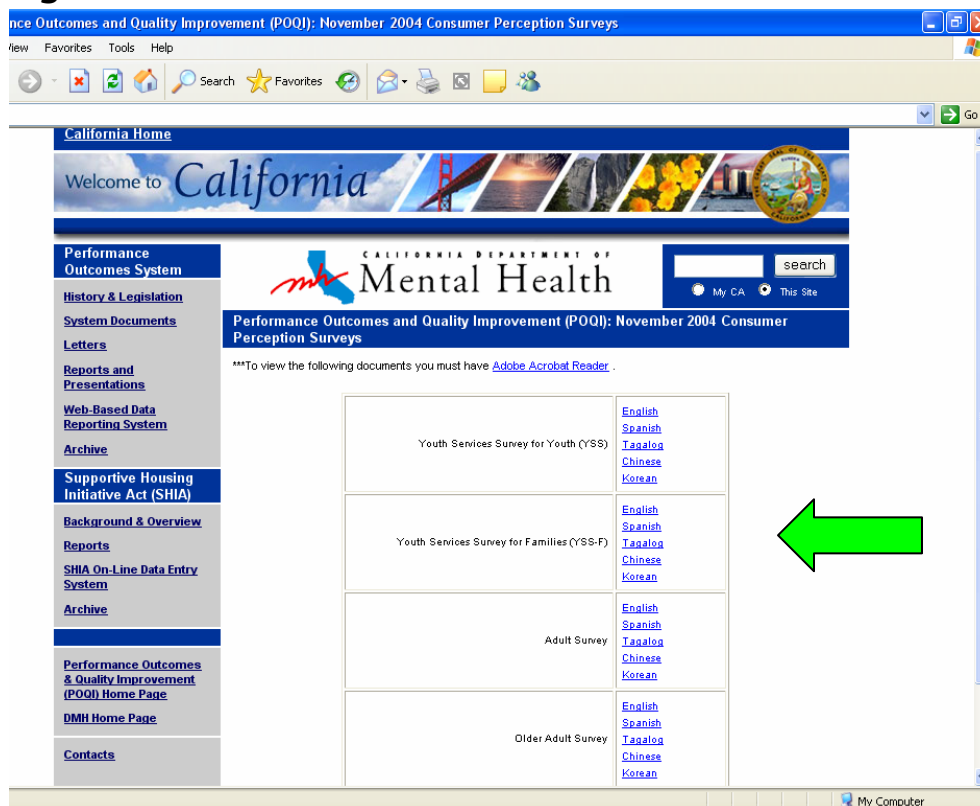 nce Outcomes and Quality Improvement (POQI): November 2004 Consumer Perception Surveys
View Favorites Tools Help
Search Favorites
Go
California Home
Welcome to California
Performance
Outcomes System
History & Legislation
System Documents
Letters
Reports and
Presentations
Web-Based Data
Reporting System
Archive
Supportive Housing
Initiative Act (SHIA)
Background & Overview
Reports
SHIA On-Line Data Entry
System
Archive
Performance Outcomes
& Quality Improvement
(POQI) Home Page
DMH Home Page
Contacts
CALIFORNIA DEPARTMENT OF
mh Mental Health
search
My CA This Site
Performance Outcomes and Quality Improvement (POQI): November 2004 Consumer
Perception Surveys
***To view the following documents you must have Adobe Acrobat Reader .
Youth Services Survey for Youth (YSS)
English
Spanish
Tagalog
Chinese
Korean
Youth Services Survey for Families (YSS-F)
English
Spanish
Tagalog
Chinese
Korean
Adult Survey
English
Spanish
Tagalog
Chinese
Korean
Older Adult Survey
English
Spanish
Tagalog
Chinese
Korean
My Computer